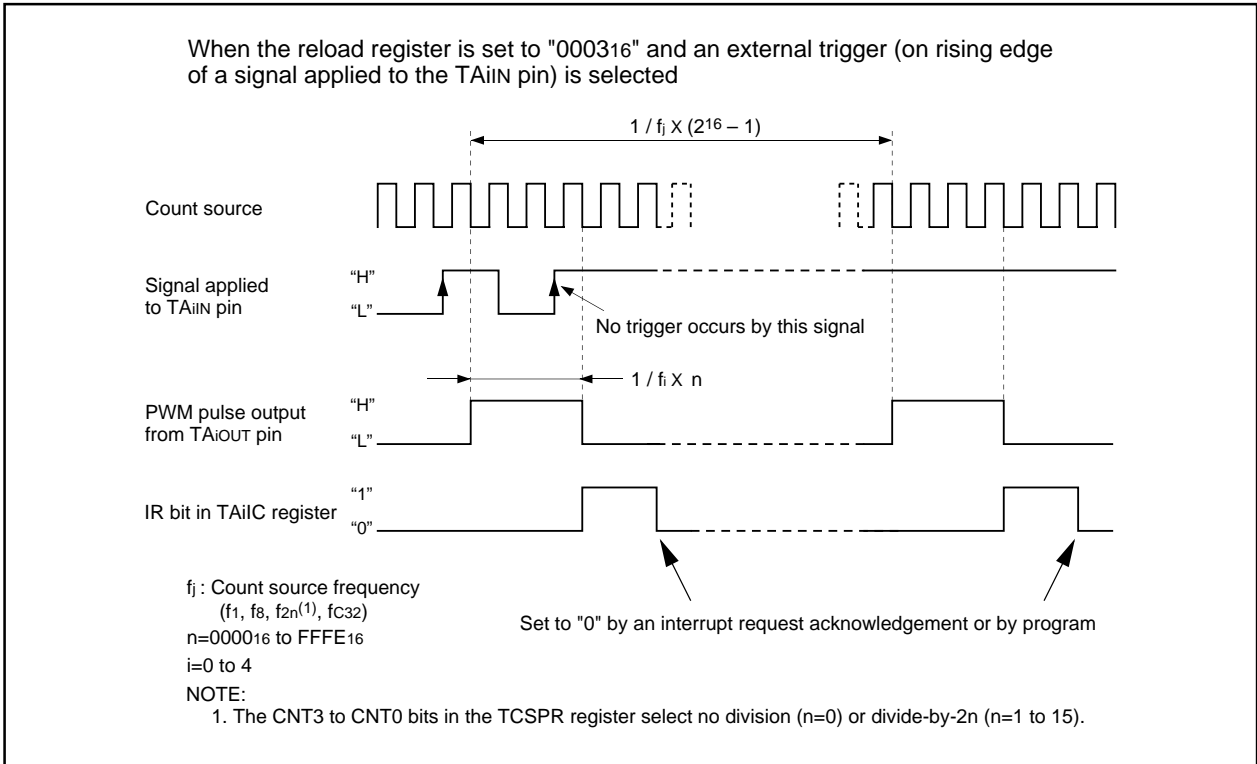 When the reload register is set to "000316" and an external trigger (on rising edge
of a signal applied to the TAiIN pin) is selected
1 / fj X (216 – 1)
Count source
Signal applied
to TAiIN pin
“H”
“L”
No trigger occurs by this signal
1 / fi X n
PWM pulse output
from TAiOUT pin
“H”
“L”
IR bit in TAiIC register
“1”
“0”
fj : Count source frequency
(f1, f8, f2n(1), fC32)
Set to "0" by an interrupt request acknowledgement or by program
n=000016 to FFFE16
i=0 to 4
NOTE:
1. The CNT3 to CNT0 bits in the TCSPR register select no division (n=0) or divide-by-2n (n=1 to 15).